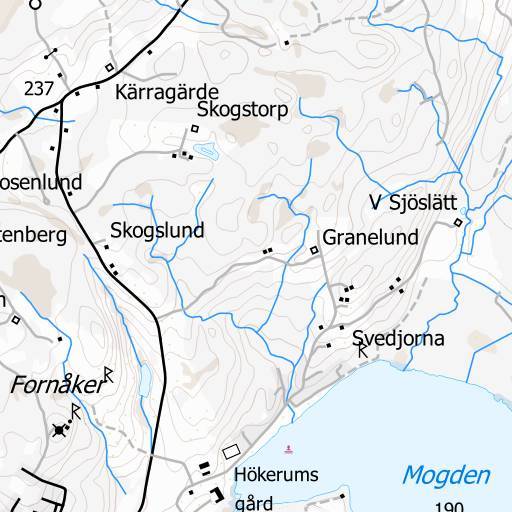 237
Kärragärde
Skogstorp
osenlund
V Sjöslätt
Skogslund
Granelund
tenberg
n
Svedjorna
Fornåker
R
R
R
Hökerums
gård
Mogden
190